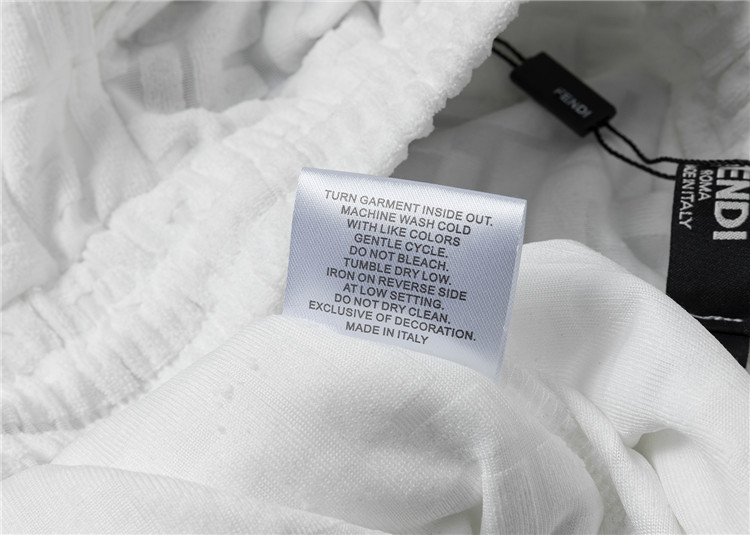 FENDI
TURN GARMENT INSIDE OUT.
MACHINE WASH COLD
WITH LIKE COLORS
GENTLE CYCLE.
DO NOT BLEACH.
TUMBLE DRY LOW.
IRON ON REVERSE SIDE
AT LOW SETTING.
DO NOT DRY CLEAN.
EXCLUSIVE OF DECORATION.
MADE IN ITALY
ENDI
ROMA
DE IN ITALY